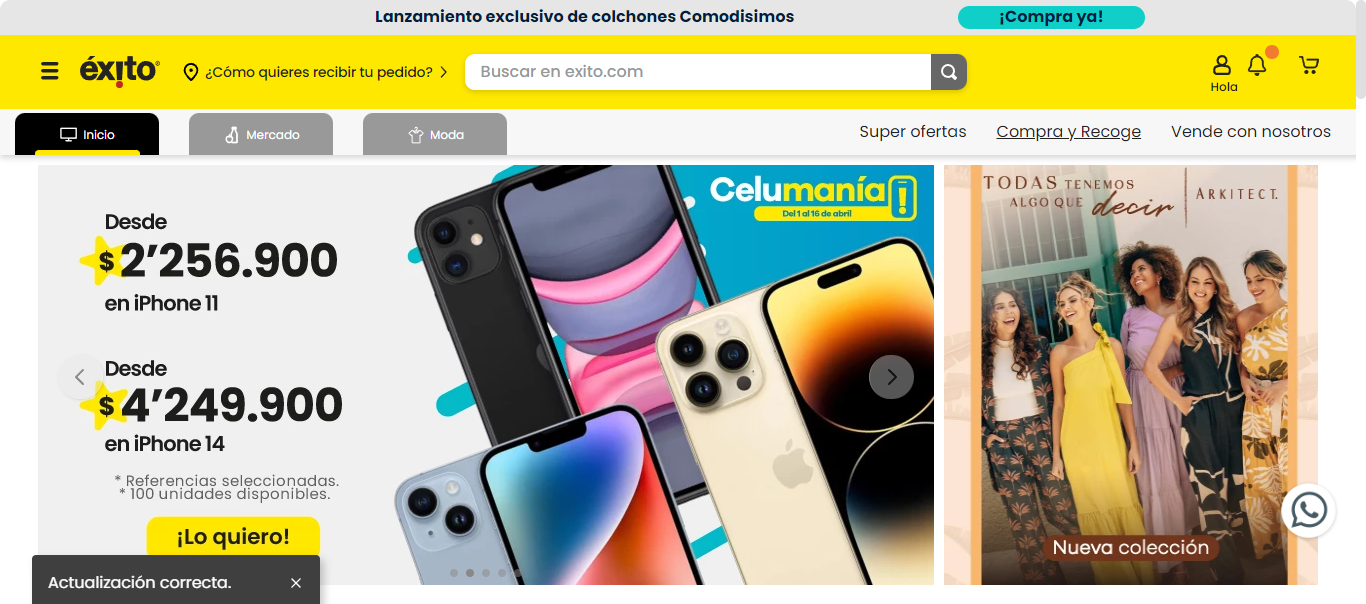 Lanzamiento exclusivo de colchones Comodisimos
¡Compra ya!
éxito
¿Cómo quieres recibir tu pedido?
Buscar en exito.com
Hola
Inicio
Mercado
Moda
Super ofertas
Compra y Recoge
Vende con nosotros
Desde
$2’256.900
en iPhone 11
Desde
$4’249.900
en iPhone 14
* Referencias seleccionadas.
* 100 unidades disponibles.
¡Lo quiero!
Celumanía
Del 1 al 16 de abril
TODAS TENEMOS
ALGO QUE decir
ARKITECT.
Nueva colección
Actualización correcta.